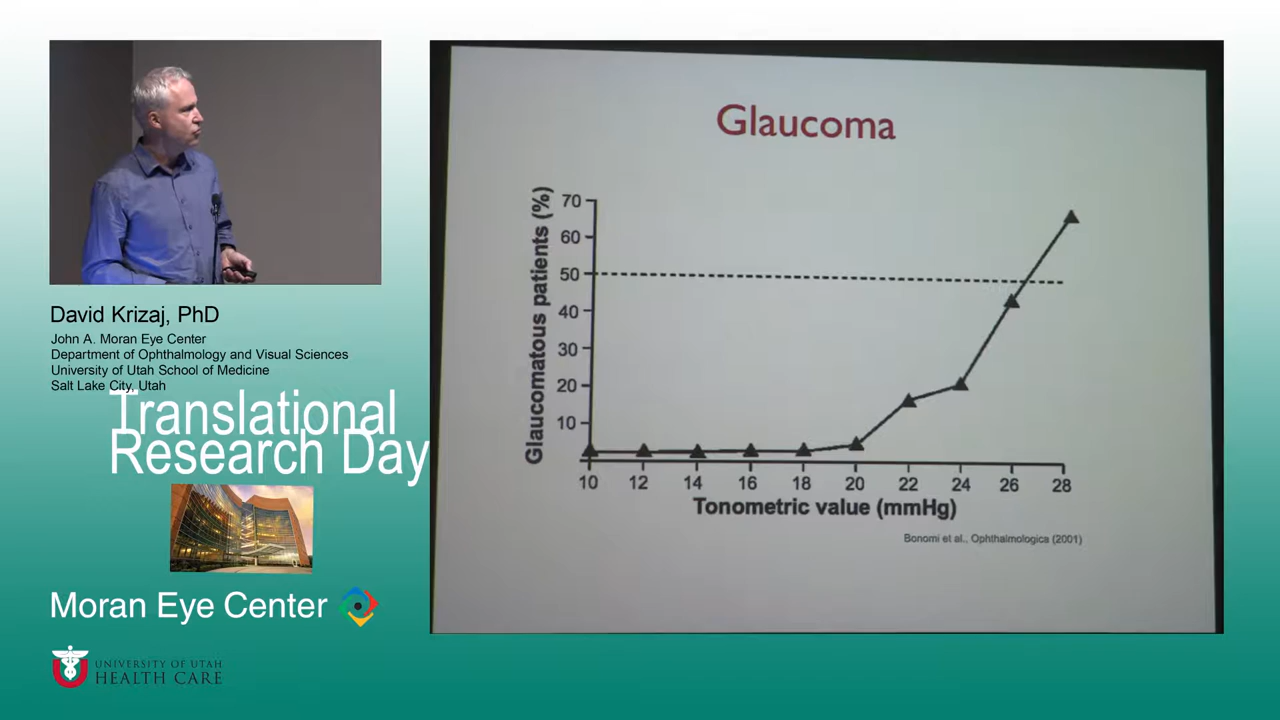 David Krizaj, PhD
John A. Moran Eye Center
Department of Ophthalmology and Visual Sciences
University of Utah School of Medicine
Salt Lake City, Utah
Translational
Research Day
Moran Eye Center
UNIVERSITY OF UTAH
HEALTH CARE
Glaucoma
Glaucomatous patients (%)
70
60
50
40
30
20
10
10 12 14 16 18 20 22 24 26 28
Tonometric value (mmHg)
Bonomi et al., Ophthalmologica (2001)